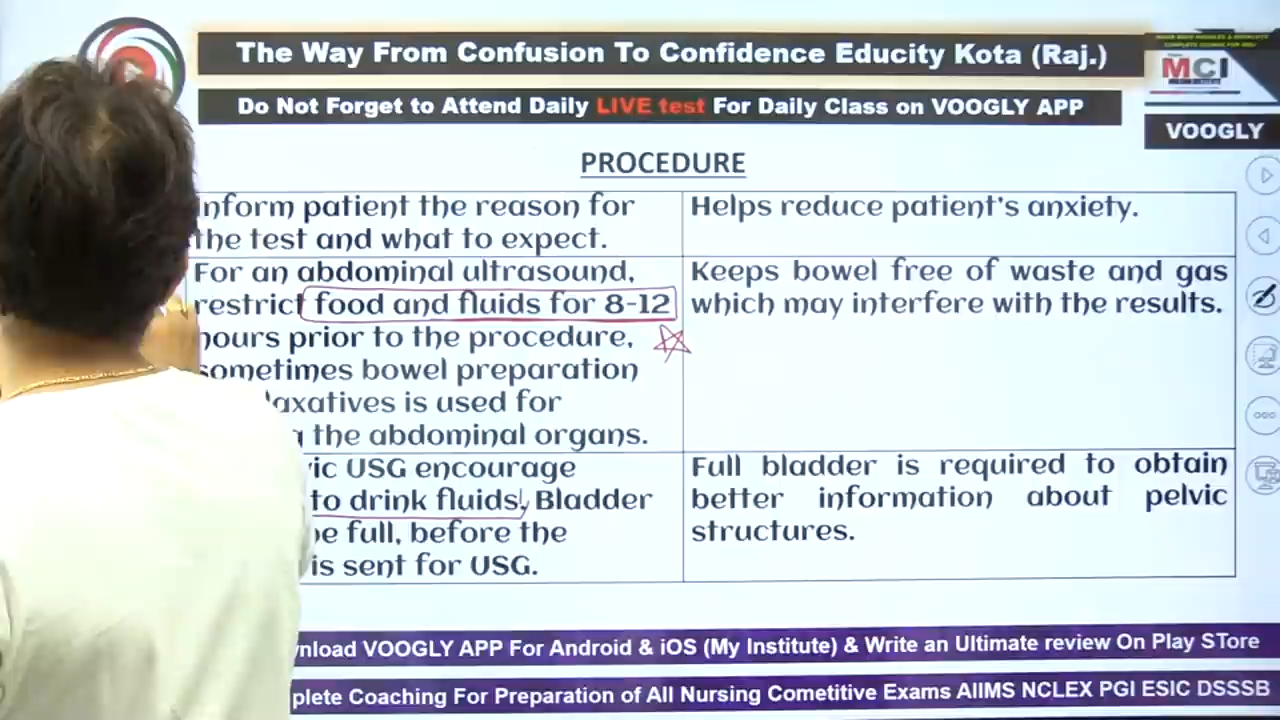 The Way From Confusion To Confidence Educity Kota (Raj.)
Do Not Forget to Attend Daily LIVE test For Daily Class on VOOGLY APP
MCI
VOOGLY
PROCEDURE
nform patient the reason for
the test and what to expect.
Helps reduce patient's anxiety.
For an abdominal ultrasound,
restrict food and fluids for 8-12
hours prior to the procedure,
sometimes bowel preparation
laxatives is used for
the abdominal organs.
Keeps bowel free of waste and gas
which may interfere with the results.
ic USG encourage
to drink fluids, Bladder
be full, before the
is sent for USG.
Full bladder is required to obtain
better information about pelvic
structures.
nload VOOGLY APP For Android & iOS (My Institute) & Write an Ultimate review On Play STore
plete Coaching For Preparation of All Nursing Cometitive Exams AIIMS NCLEX PGI ESIC DSSSB